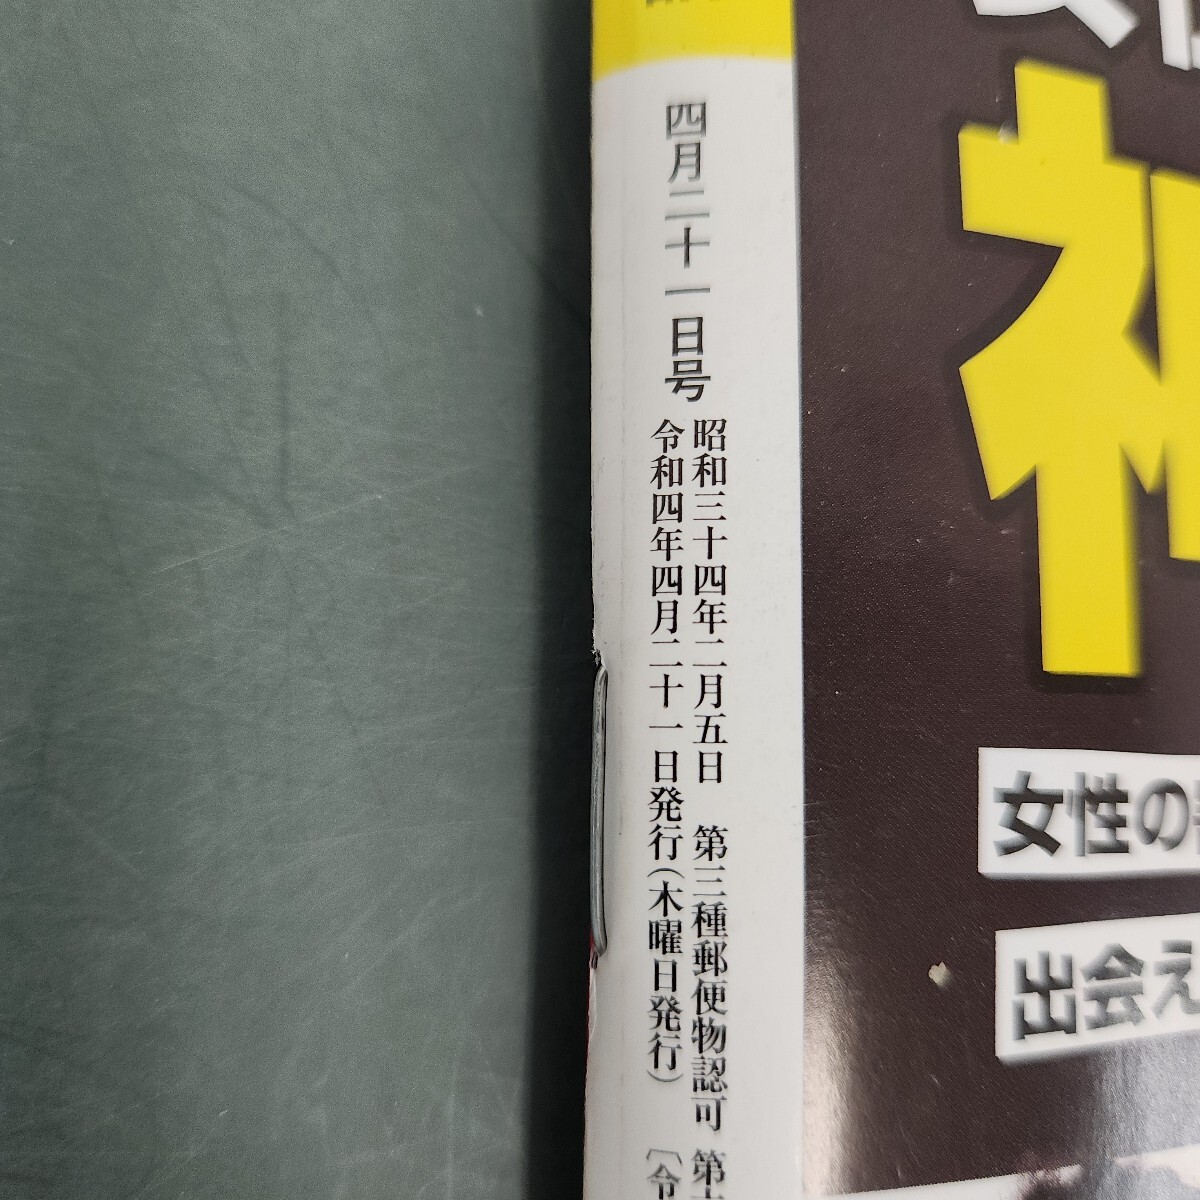 四月二十一日号
昭和三十四年二月五日　第三種郵便物認可　第
令和四年四月二十一日発行（木曜日発行）〔令
女性の
出会え